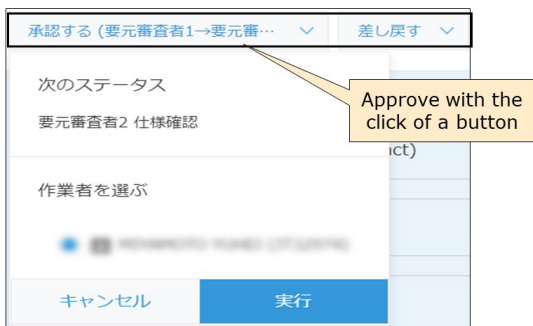 承認する (要元審査者1→要元審… 差し戻す
次のステータス
要元審査者2 仕様確認
Approve with the
click of a button
ict)
作業者を選ぶ
キャンセル 実行